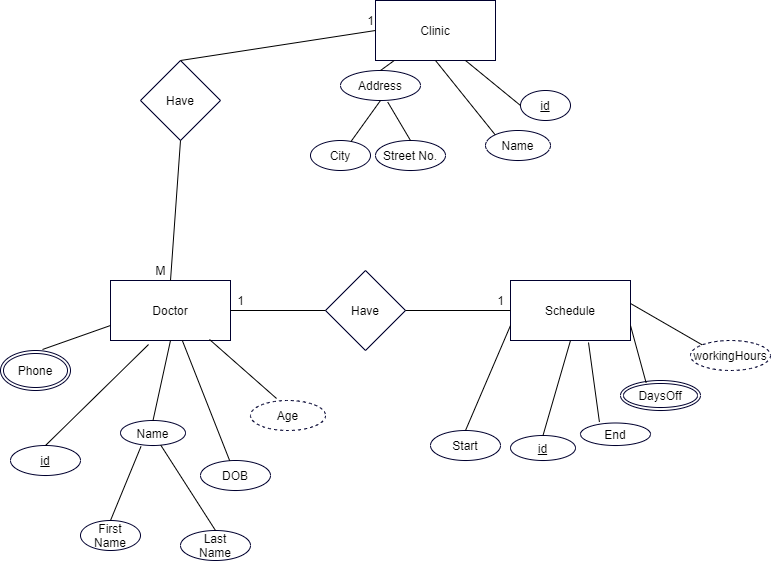 1
Clinic
Have
Address
id
City
Street No.
Name
M
Doctor
1
Have
1
Schedule
Phone
workingHours
DaysOff
Age
Name
End
Start
id
id
DOB
First
Name
Last
Name